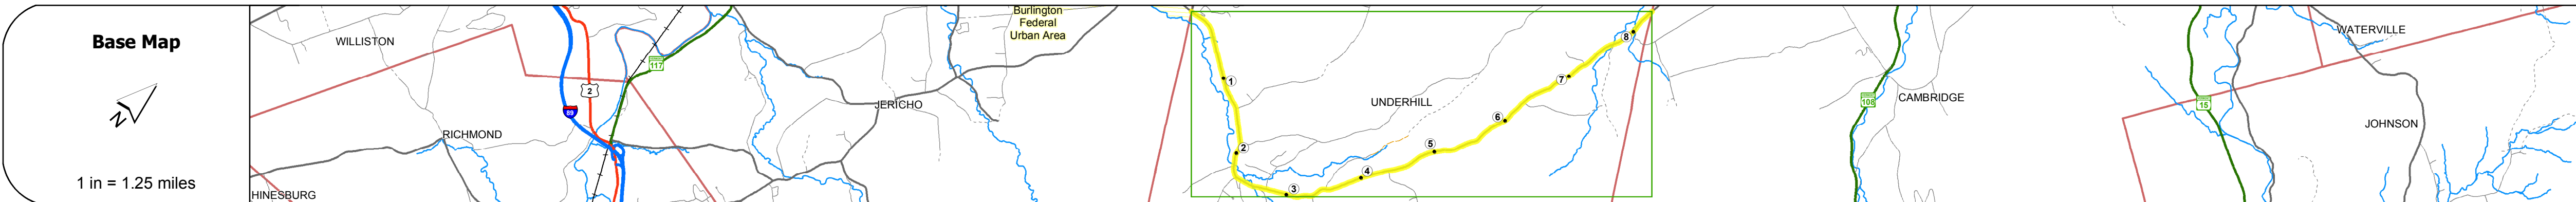 Base Map
N
1 in = 1.25 miles
WILLISTON
RICHMOND
HINESBURG
89
2
117
JERICHO
Burlington
Federal
Urban Area
1
2
3
4
5
6
7
8
UNDERHILL
108
CAMBRIDGE
15
WATERVILLE
JOHNSON